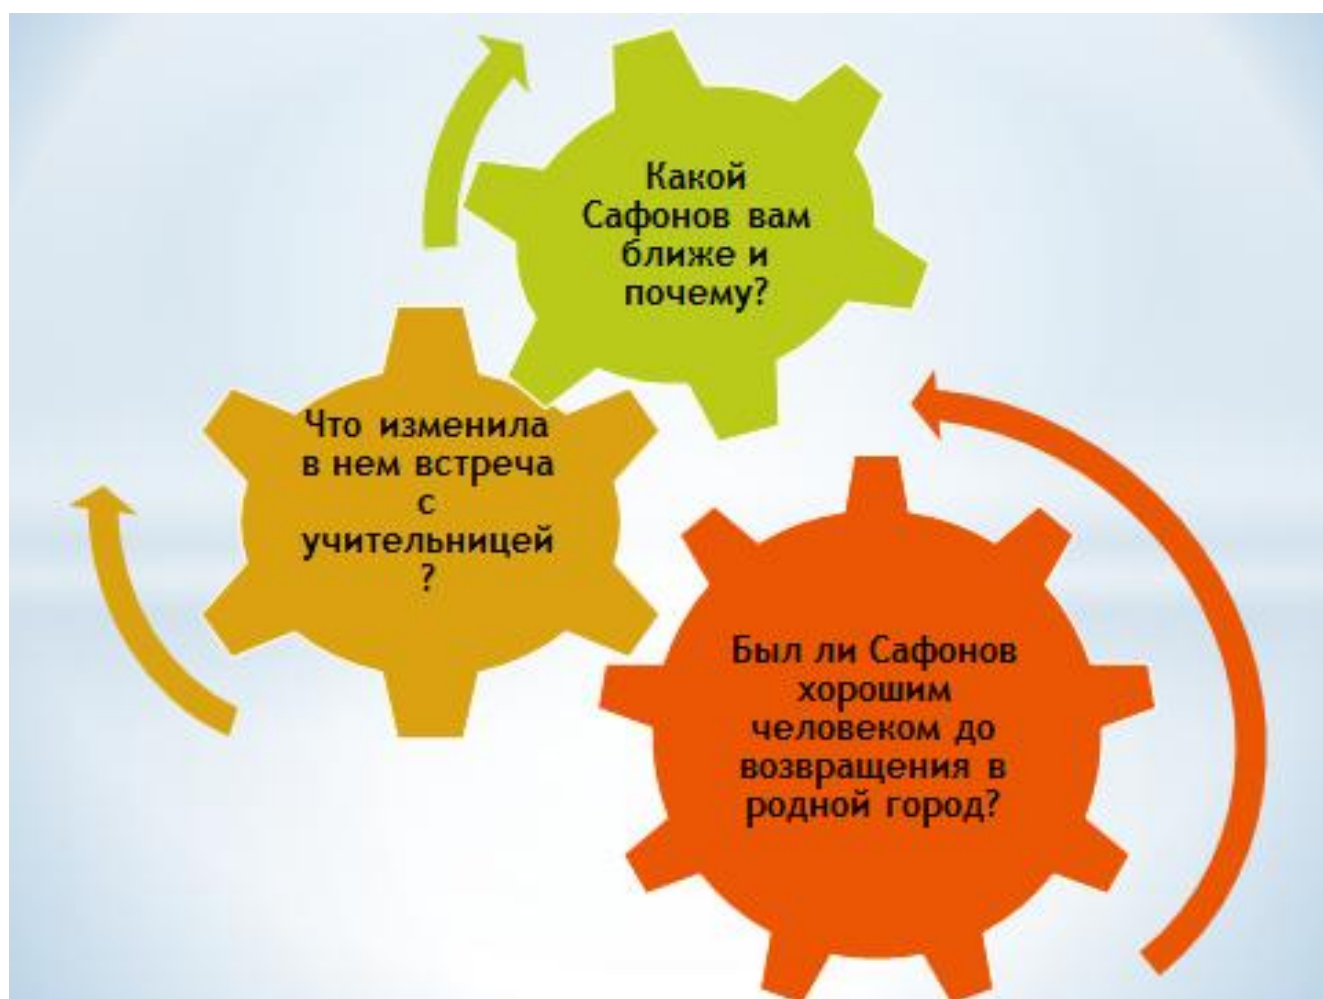 Какой
Сафонов вам
ближе и
почему?
Что изменила
в нем встреча
с
учительницей
?
Был ли Сафонов
хорошим
человеком до
возвращения в
родной город?